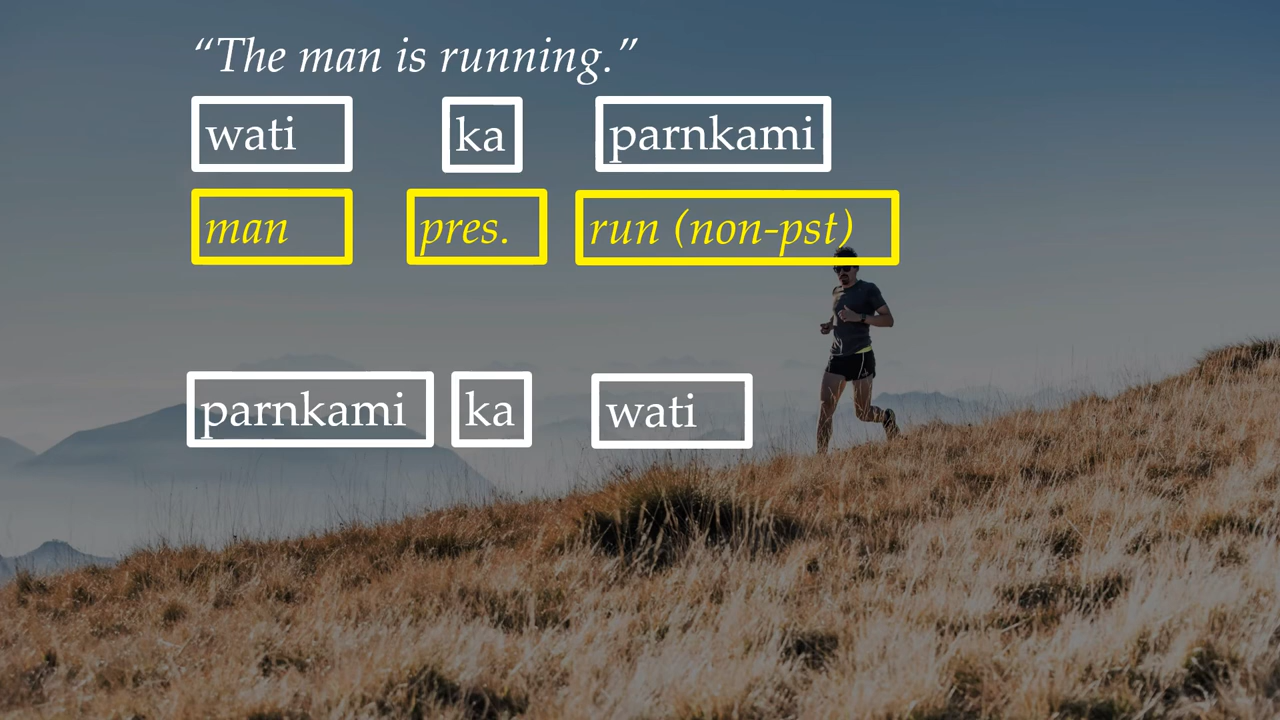 “The man is running.”
wati ka parnkami
man pres. run (non-pst)
parnkami ka wati